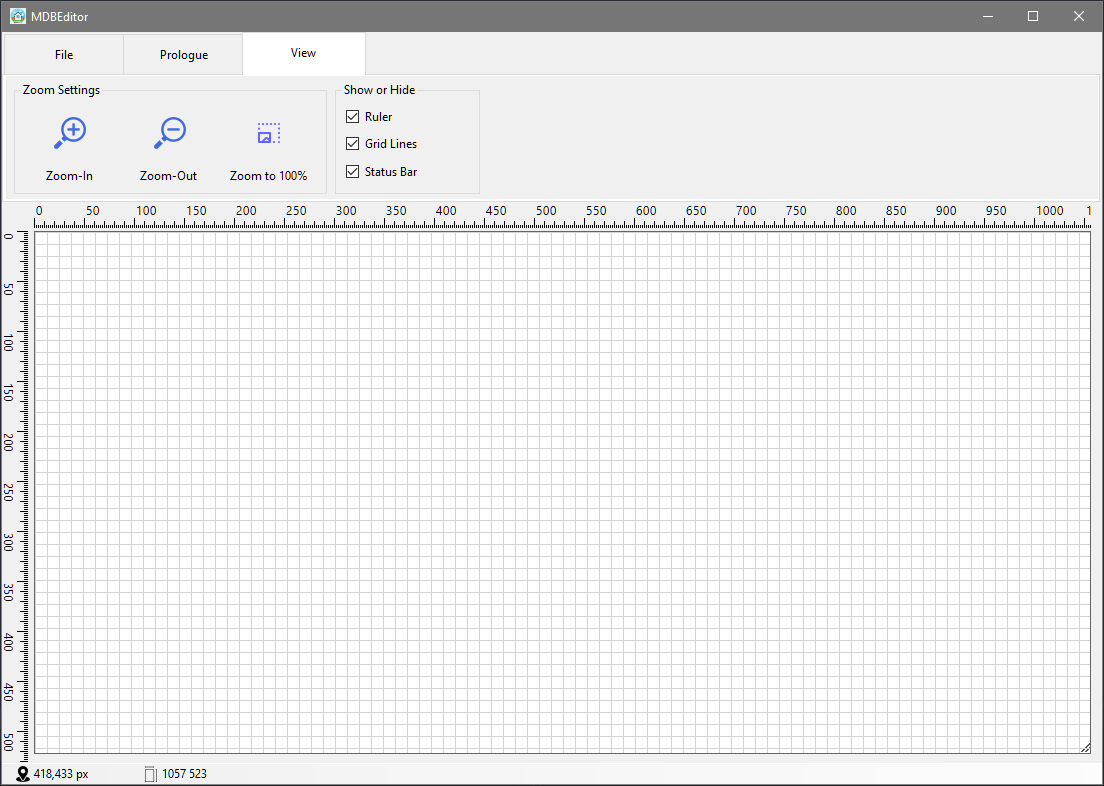 MDBEditor
File Prologue View
Zoom Settings
Zoom-In Zoom-Out Zoom to 100%
Show or Hide
Ruler
Grid Lines
Status Bar
0 50 100 150 200 250 300 350 400 450 500 550 600 650 700 750 800 850 900 950 1000 1
0
50
100
150
200
250
300
350
400
450
500
418,433 px 1057 523